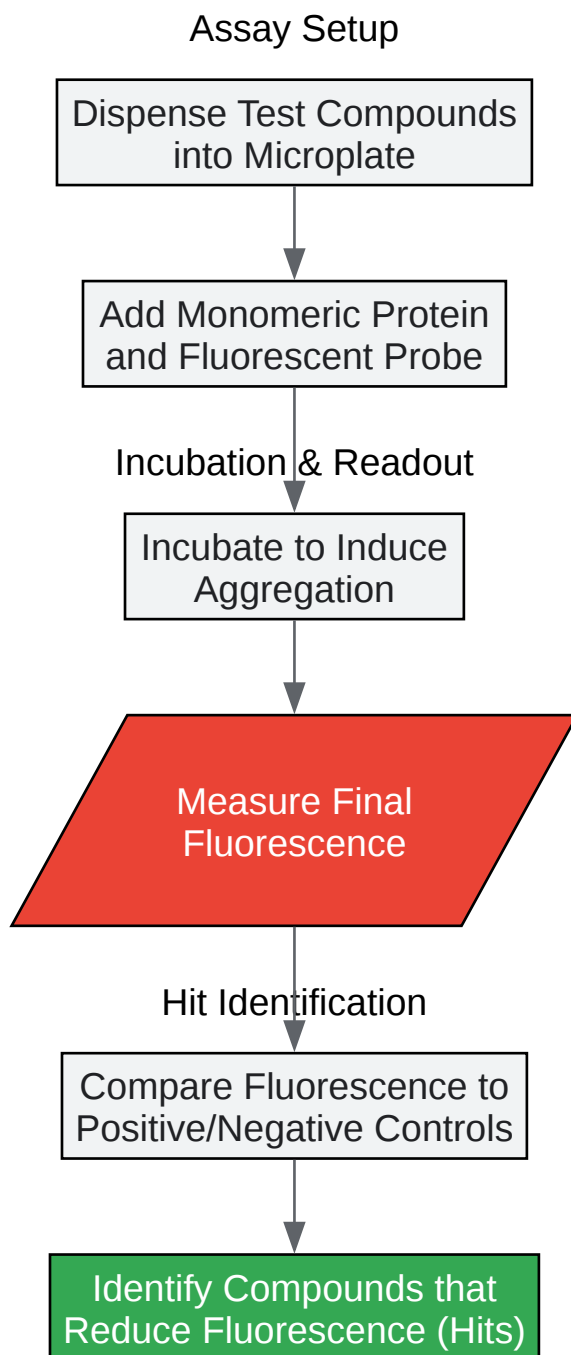 Assay Setup
Dispense Test Compounds
into Microplate
Add Monomeric Protein
and Fluorescent Probe
Incubation & Readout
Incubate to Induce
Aggregation
Measure Final
Fluorescence
Hit Identification
Compare Fluorescence to
Positive/Negative Controls
Identify Compounds that
Reduce Fluorescence (Hits)